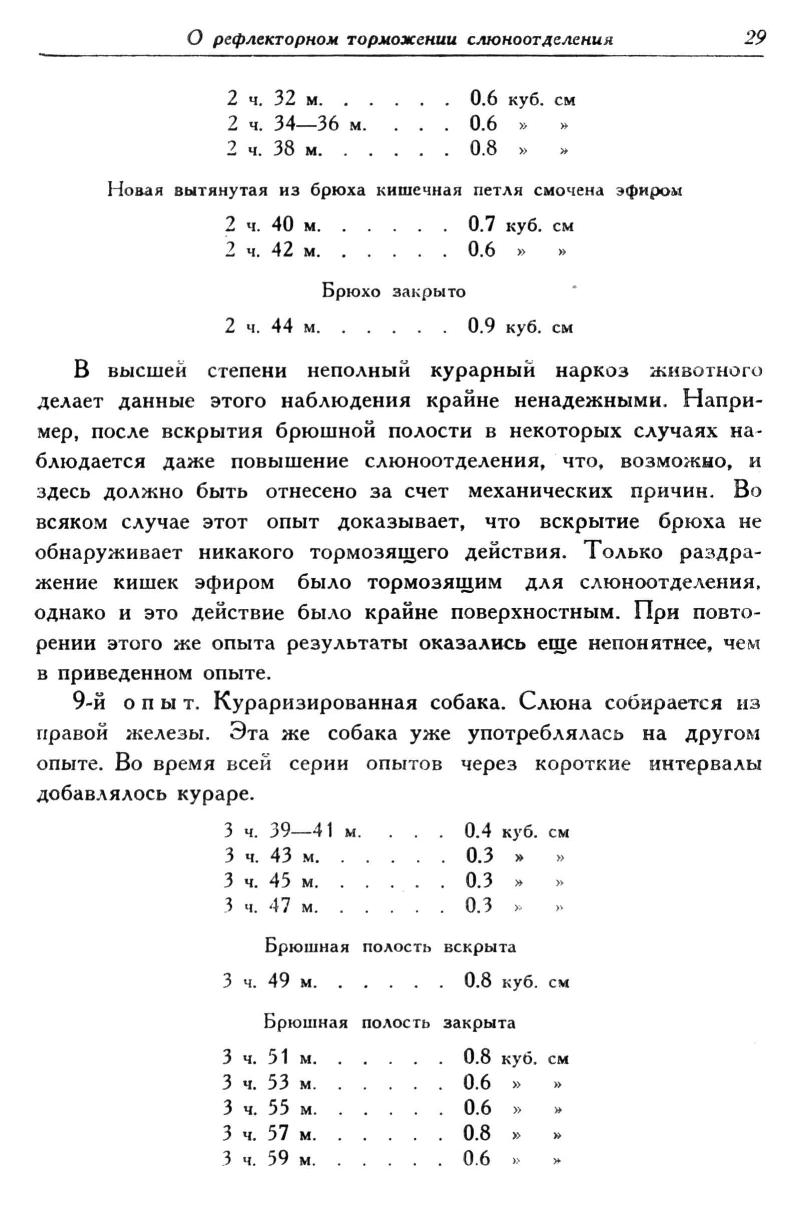 О рефлекторном торможении слюноотделения 29
2 ч. 32 м. . . . . . 0.6 куб. см
2 ч. 34—36 м. . . . 0.6 » »
2 ч. 38 м. . . . . . 0.8 » »
Новая вытянутая из брюха кишечная петля смочена эфиром
2 ч. 40 м. . . . . . 0.7 куб. см
2 ч. 42 м. . . . . . 0.6 » »
Брюхо закрыто
2 ч. 44 м. . . . . . 0.9 куб. см
В высшей степени неполный курарный наркоз животного
делает данные этого наблюдения крайне ненадежными. Напри-
мер, после вскрытия брюшной полости в некоторых случаях на-
блюдается даже повышение слюноотделения, что, возможно, и
здесь должно быть отнесено за счет механических причин. Во
всяком случае этот опыт доказывает, что вскрытие брюха не
обнаруживает никакого тормозящего действия. Только раздра-
жение кишек эфиром было тормозящим для слюноотделения,
однако и это действие было крайне поверхностным. При повто-
рении этого же опыта результаты оказались еще непонятнее, чем
в приведенном опыте.
9-й опыт. Кураризированная собака. Слюна собирается из
правой железы. Эта же собака уже употреблялась на другом
опыте. Во время всей серии опытов через короткие интервалы
добавлялось кураре.
3 ч. 39—41 м. . . . 0.4 куб. см
3 ч. 43 м. . . . . . 0.3 » »
3 ч. 45 м. . . . . . 0.3 » »
3 ч. 47 м. . . . . . 0.3 » »
Брюшная полость вскрыта
3 ч. 49 м. . . . . . 0.8 куб. см
Брюшная полость закрыта
3 ч. 51 м. . . . . . 0.8 куб. см
3 ч. 53 м. . . . . . 0.6 » »
3 ч. 55 м. . . . . . 0.6 » »
3 ч. 57 м. . . . . . 0.8 » »
3 ч. 59 м. . . . . . 0.6 » »